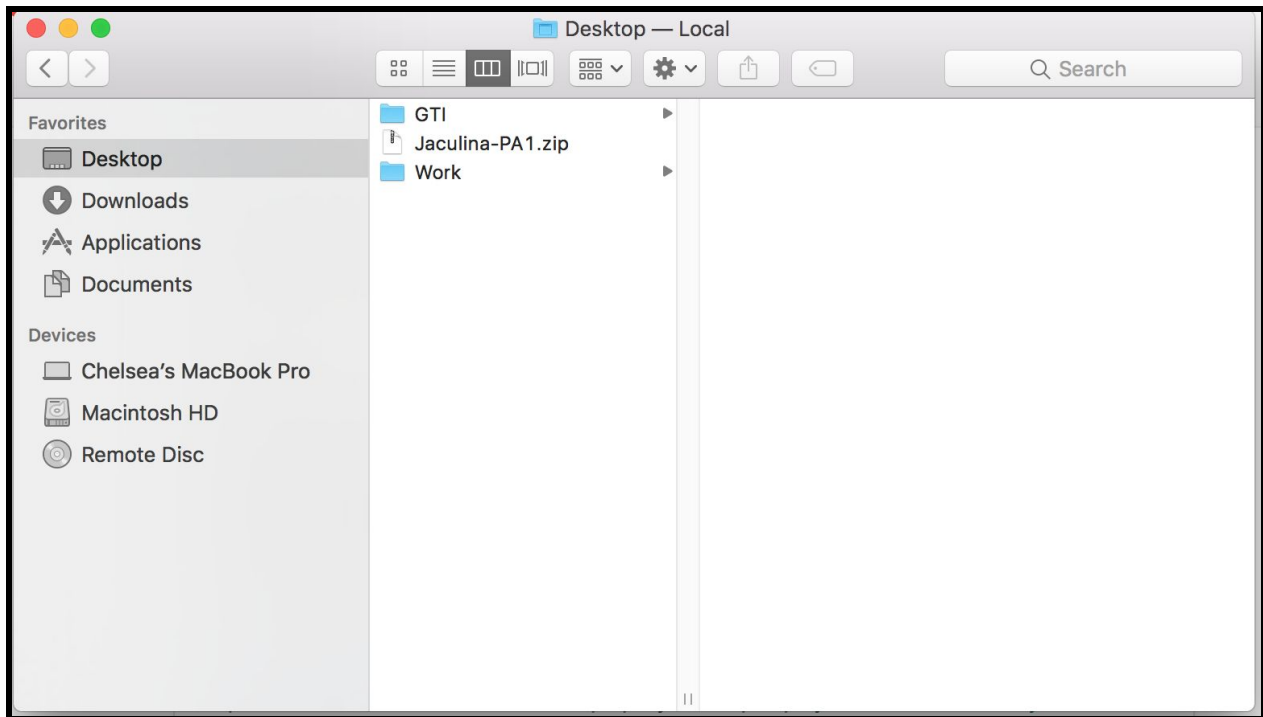 Desktop — Local
Search
Favorites
Desktop
Downloads
Applications
Documents
Devices
Chelsea’s MacBook Pro
Macintosh HD
Remote Disc
GTI
Jaculina-PA1.zip
Work